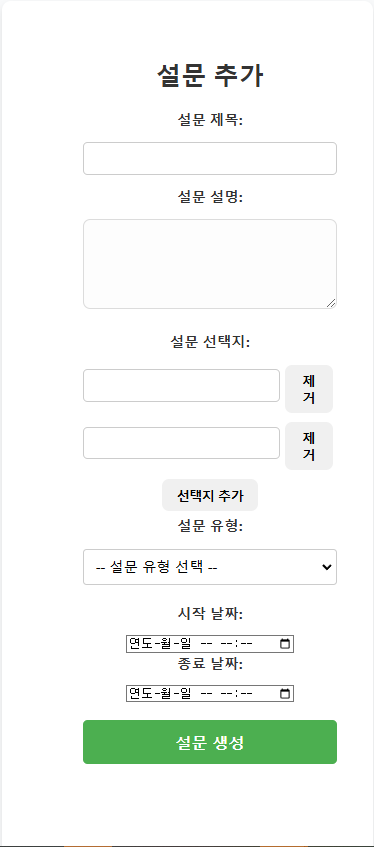 설문 추가
설문 제목:
설문 설명:
설문 선택지:
제
거
제
거
선택지 추가
설문 유형:
-- 설문 유형 선택 --
시작 날짜:
연도-월-일 -- --:--
종료 날짜:
연도-월-일 -- --:--
설문 생성